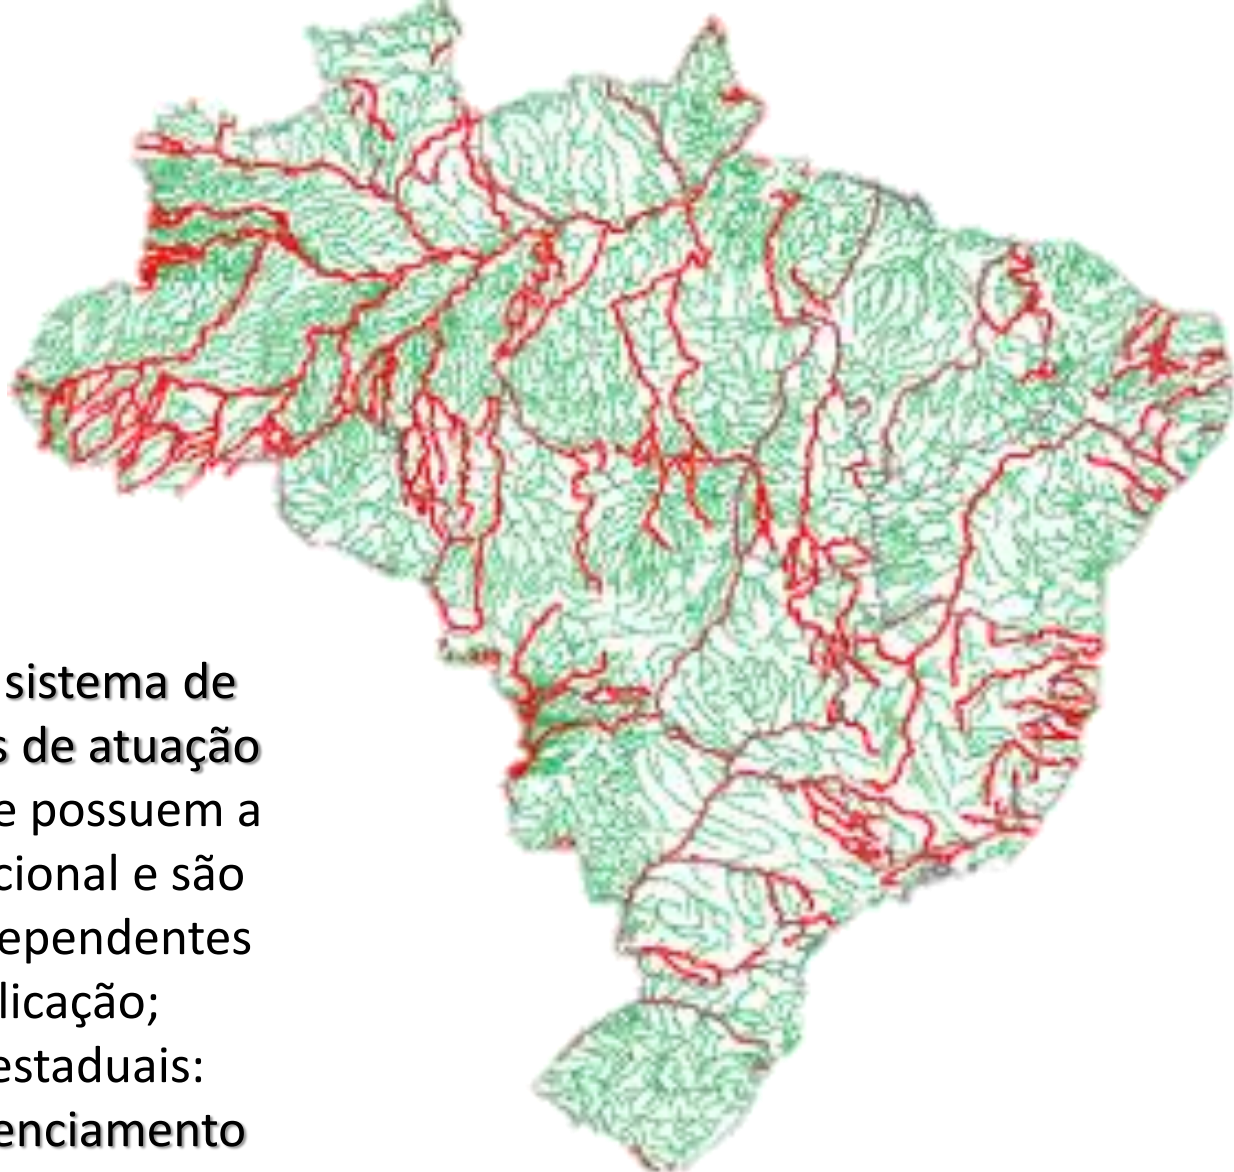 sistema de
s de atuação
e possuem a
cional e são
ependentes
licação;
estaduais:
enciamento